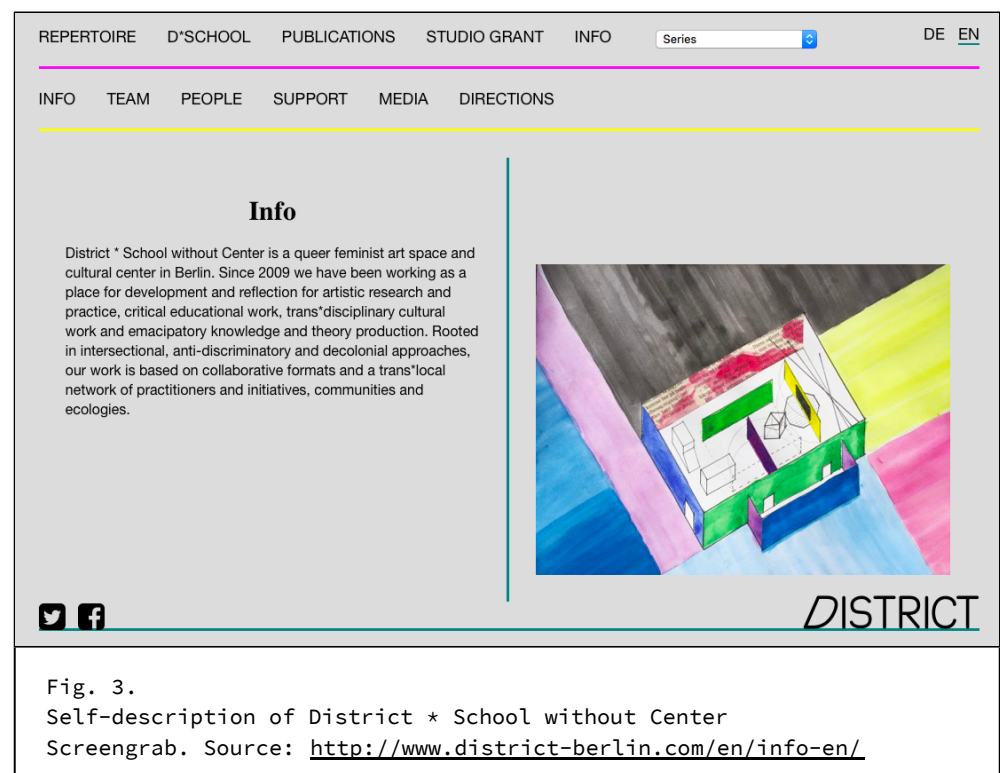 REPERTOIRE D*SCHOOL PUBLICATIONS STUDIO GRANT INFO Series DE EN
INFO TEAM PEOPLE SUPPORT MEDIA DIRECTIONS
Info
District * School without Center is a queer feminist art space and
cultural center in Berlin. Since 2009 we have been working as a
place for development and reflection for artistic research and
practice, critical educational work, trans*disciplinary cultural
work and emacipatory knowledge and theory production. Rooted
in intersectional, anti-discriminatory and decolonial approaches,
our work is based on collaborative formats and a trans*local
network of practitioners and initiatives, communities and
ecologies.
DISTRICT
Fig. 3.
Self-description of District * School without Center
Screengrab. Source: http://www.district-berlin.com/en/info-en/